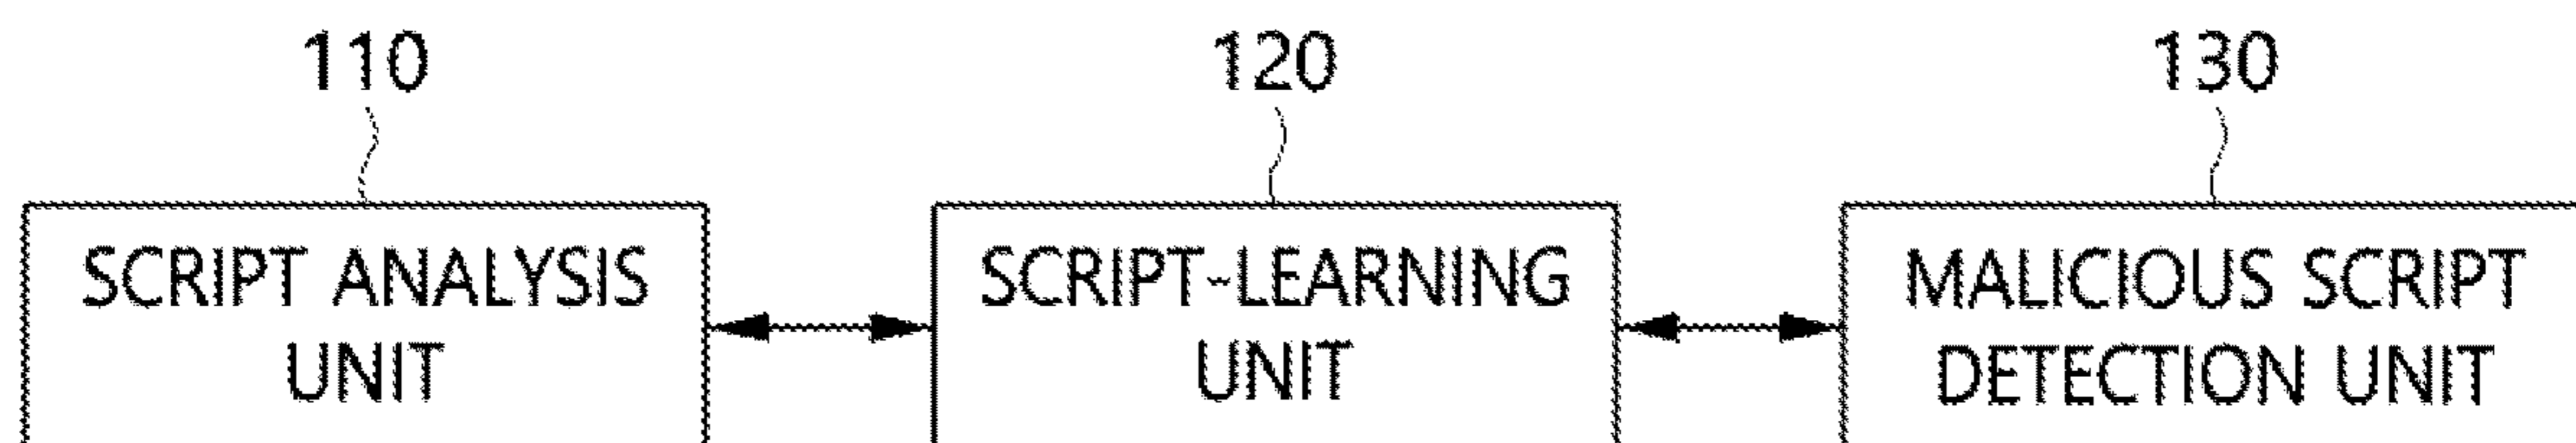 110
120
130
SCRIPT ANALYSIS
UNIT
SCRIPT-LEARNING
UNIT
MALICIOUS SCRIPT
DETECTION UNIT